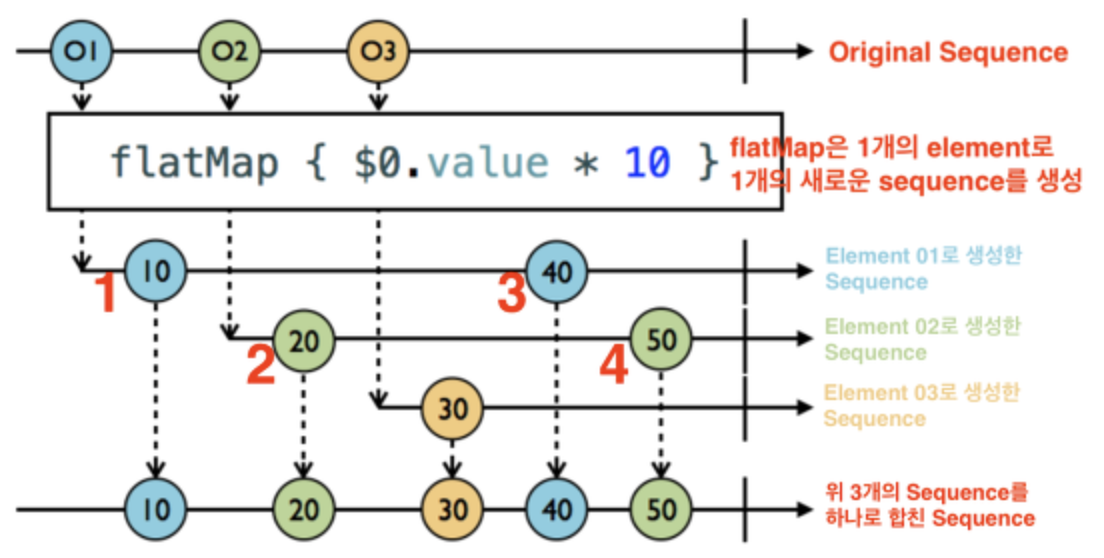 O1 O2 O3 Original Sequence
flatMap { $0.value * 10 }
flatMap은 1개의 element로
1개의 새로운 sequence를 생성
1 10 3 40
Element 01로 생성한
Sequence
2 20 4 50
Element 02로 생성한
Sequence
30
Element 03로 생성한
Sequence
10 20 30 40 50
위 3개의 Sequence를
하나로 합친 Sequence